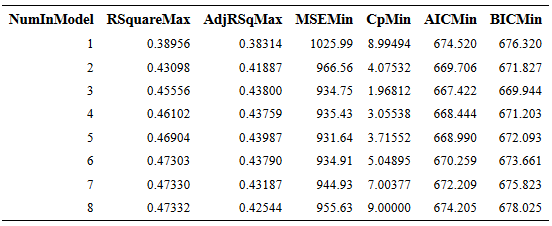 NumInModel RSquareMax AdjRSqMax MSEMin CpMin AICMin BICMin
1 0.38956 0.38314 1025.99 8.99494 674.520 676.320
2 0.43098 0.41887 966.56 4.07532 669.706 671.827
3 0.45556 0.43800 934.75 1.96812 667.422 669.944
4 0.46102 0.43759 935.43 3.05538 668.444 671.203
5 0.46904 0.43987 931.64 3.71552 668.990 672.093
6 0.47303 0.43790 934.91 5.04895 670.259 673.661
7 0.47330 0.43187 944.93 7.00377 672.209 675.823
8 0.47332 0.42544 955.63 9.00000 674.205 678.025